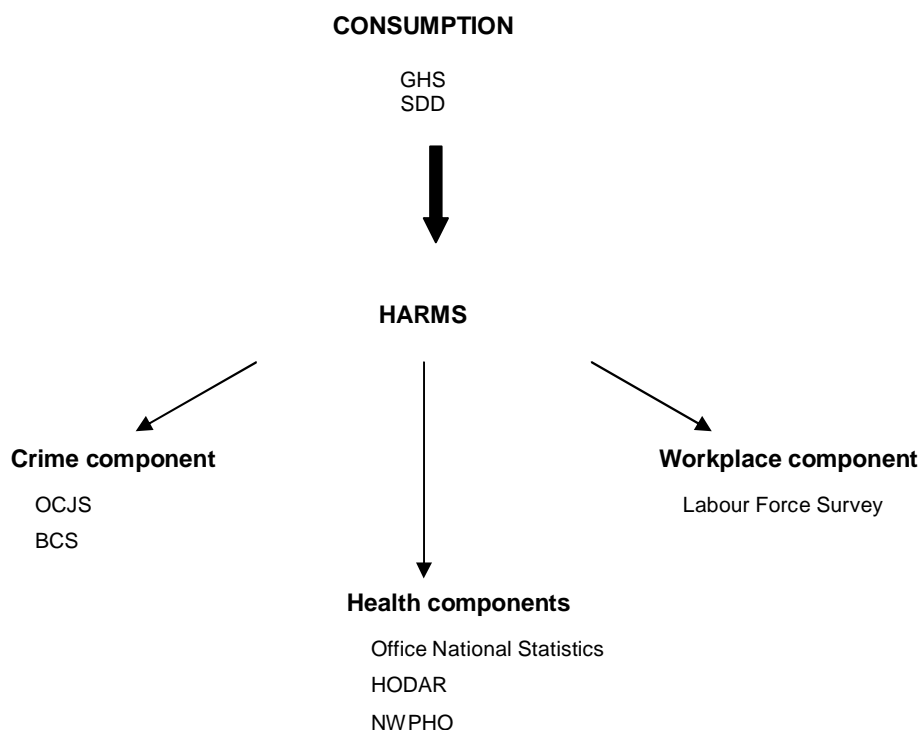 CONSUMPTION
GHS
SDD
HARMS
Crime component
OCJS
BCS
Workplace component
Labour Force Survey
Health components
Office National Statistics
HODAR
NWPHO